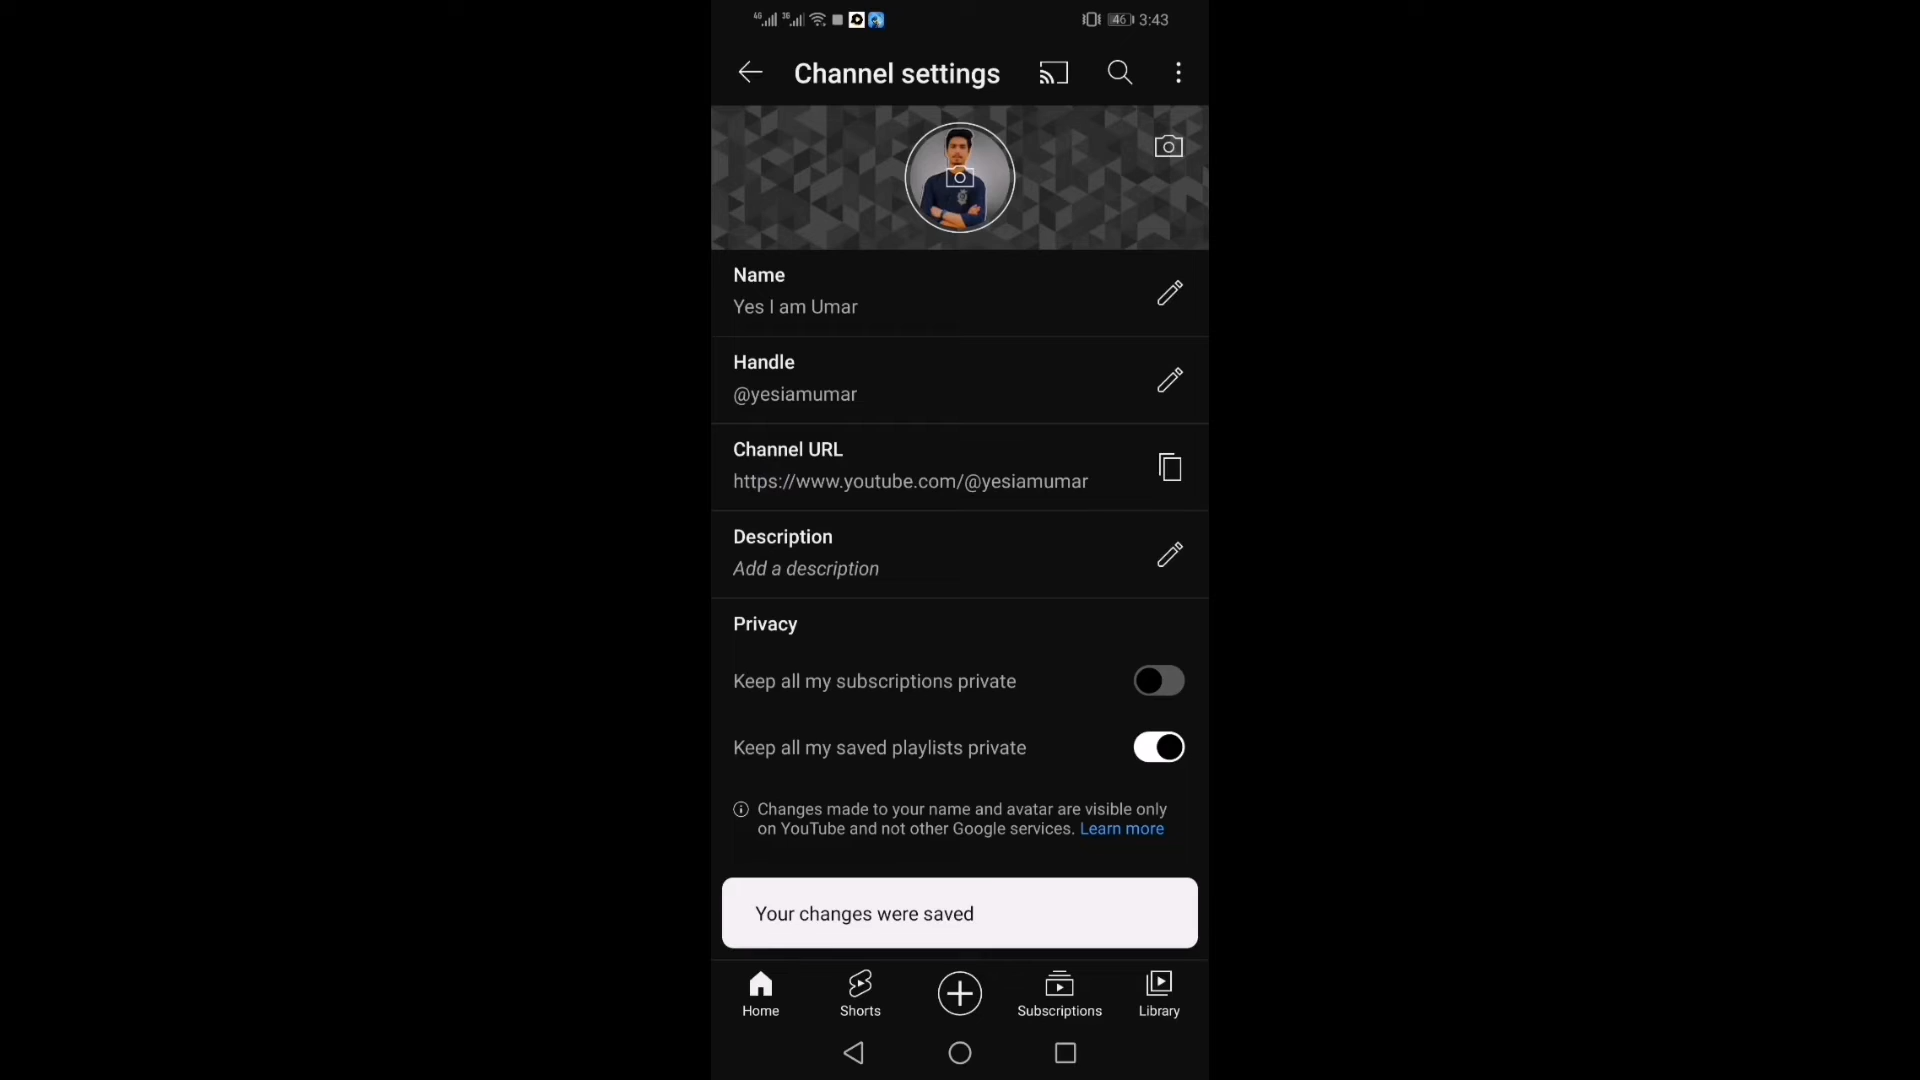 4G 3G 46 3:43
Channel settings
Name
Yes I am Umar
Handle
@yesiamumar
Channel URL
https://www.youtube.com/@yesiamumar
Description
Add a description
Privacy
Keep all my subscriptions private
Keep all my saved playlists private
Changes made to your name and avatar are visible only
on YouTube and not other Google services. Learn more
Your changes were saved
Home Shorts Subscriptions Library